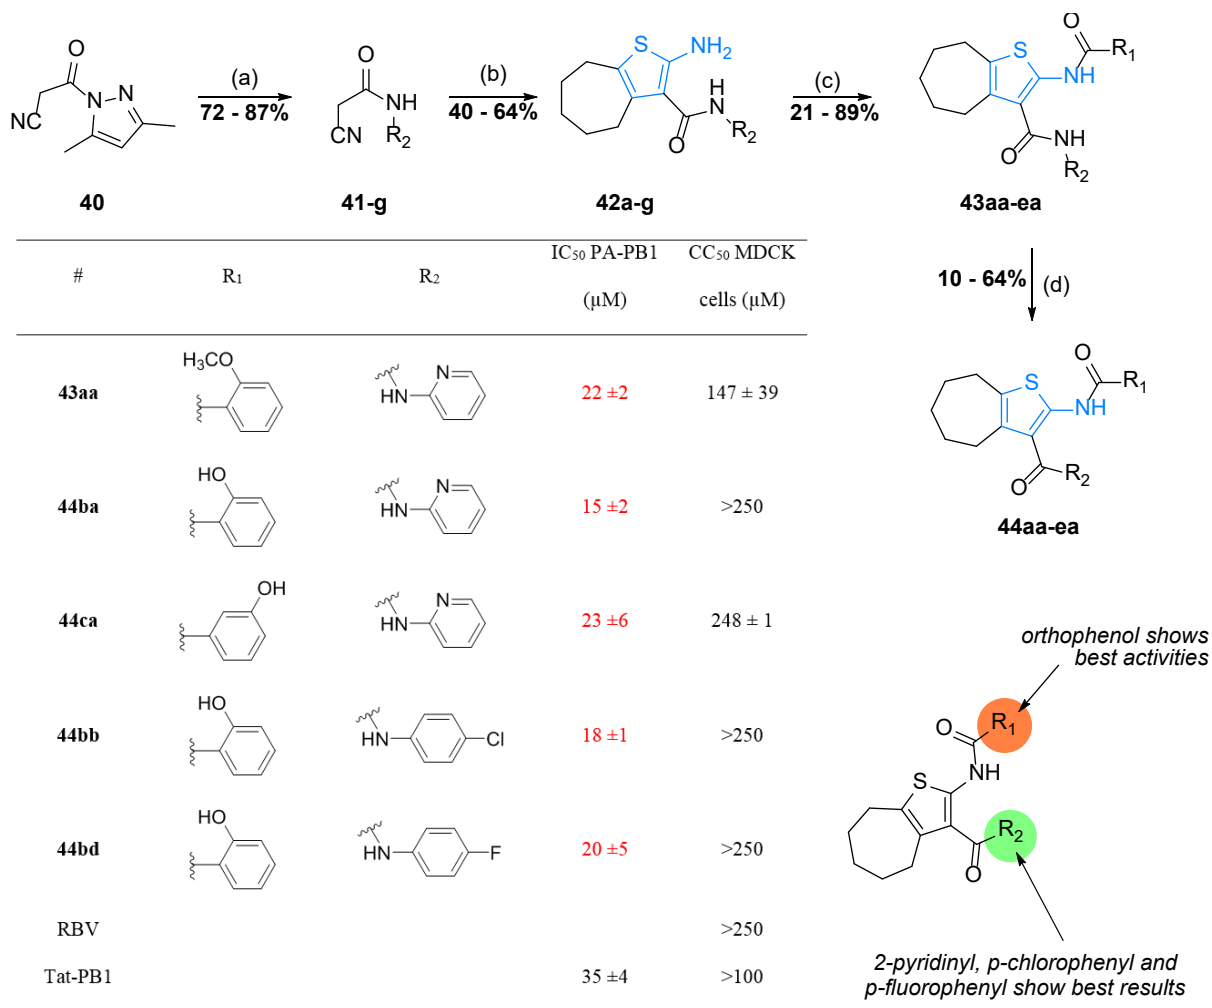 O
N
N
NC
(a)
72 - 87%
O
NH
CN
R2
(b)
40 - 64%
S
NH2
H
N
O
R2
(c)
21 - 89%
O
R1
S
NH
O
NH
R2
40
41-g
42a-g
43aa-ea
10 - 64%
(d)
O
R1
S
NH
O
R2
44aa-ea
# R1 R2 IC50 PA-PB1 (µM) CC50 MDCK cells (µM)
43aa H3CO HN N 22 ±2 147 ± 39
44ba HO HN N 15 ±2 >250
44ca OH HN N 23 ±6 248 ± 1
44bb HO HN Cl 18 ±1 >250
44bd HO HN F 20 ±5 >250
RBV >250
Tat-PB1 35 ±4 >100
orthophenol shows
best activities
O
R1
NH
S
R2
O
2-pyridinyl, p-chlorophenyl and
p-fluorophenyl show best results